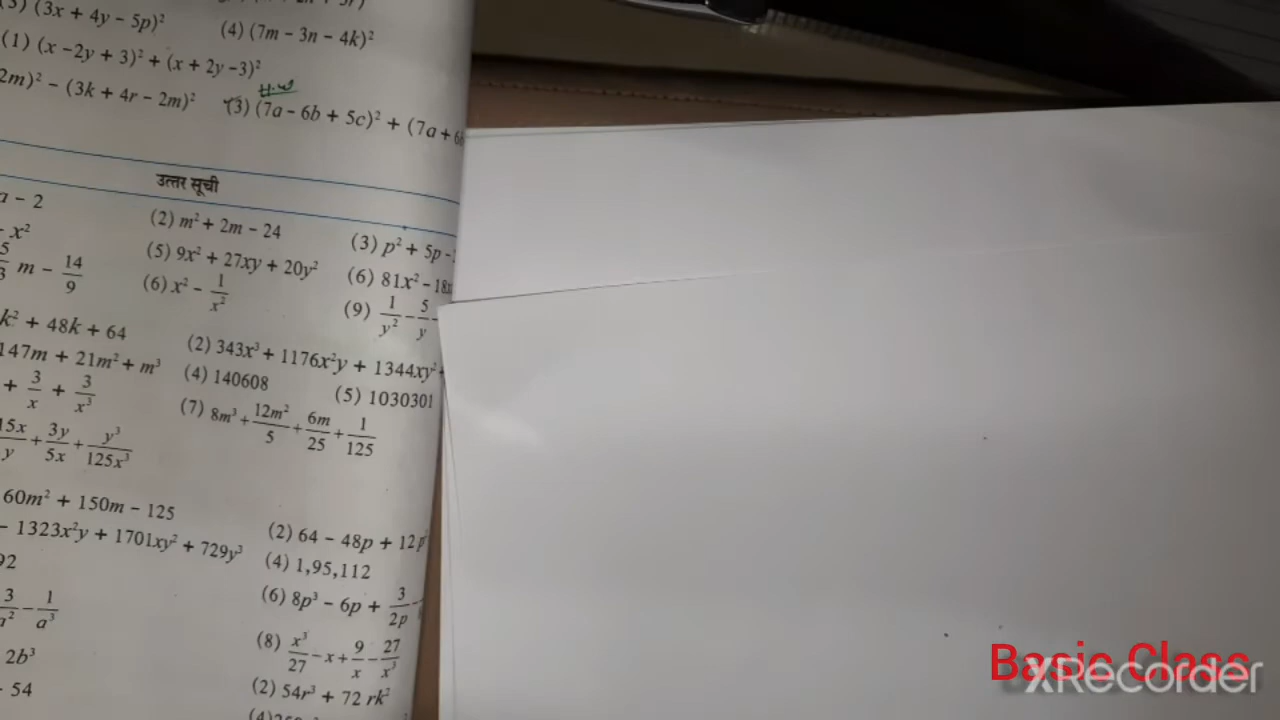 (3x + 4y - 5p)² (4) (7m - 3n - 4k)²
(1) (x - 2y + 3)² + (x + 2y - 3)²
H.W
2m)² - (3k + 4r - 2m)² (3) (7a - 6b + 5c)² + (7a + 6
उत्तर सूची
- 2 (2) m² + 2m - 24 (3) p² + 5p -
x² (5) 9x² + 27xy + 20y² (6) 81x² - 18
m - 14/9 (6) x² - 1/x² (9) 1/y² - 5/y
k² + 48k + 64 (2) 343x³ + 1176x²y + 1344xy² +
147m + 21m² + m³ (4) 140608 (5) 1030301
+ 3/x + 3/x³ (7) 8m³ + 12m²/5 + 6m/25 + 1/125
15x/y + 3y/5x + y³/125x³
60m² + 150m - 125 (2) 64 - 48p + 12p
- 1323x²y + 1701xy² + 729y³ (4) 1,95,112
92
- 1/a³ (6) 8p³ - 6p + 3/2p -
2b³ (8) x³/27 - x + 9/x - 27/x³
- 54 (2) 54r³ + 72 rk²
Basic Class
XRecorder